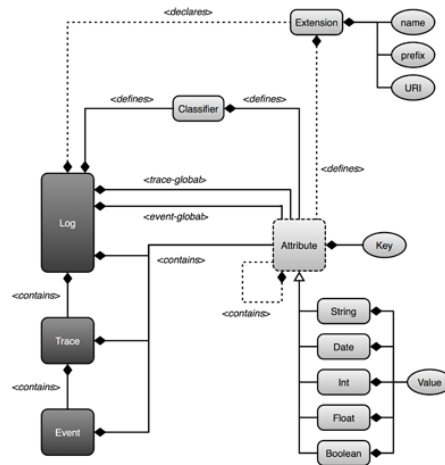 Extension
name
<declares>
prefix
URI
<defines>
Classifier
<defines>
<defines>
<trace-global>
Log
<event-global>
Attribute
Key
<contains>
<contains>
<contains>
String
Trace
Date
Int
Value
<contains>
Float
Event
Boolean